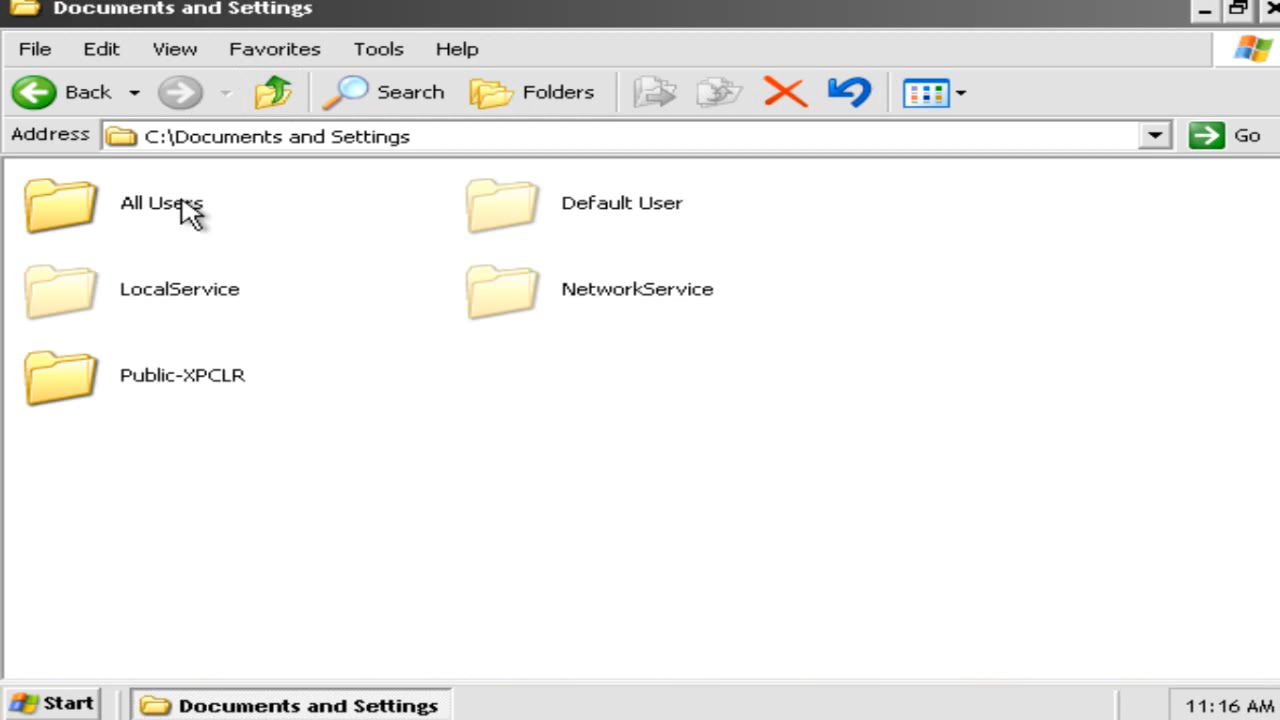 Documents and Settings
File Edit View Favorites Tools Help
Back Search Folders
Address C:\Documents and Settings Go
All Users Default User
LocalService NetworkService
Public-XPCLR
Start Documents and Settings 11:16 AM